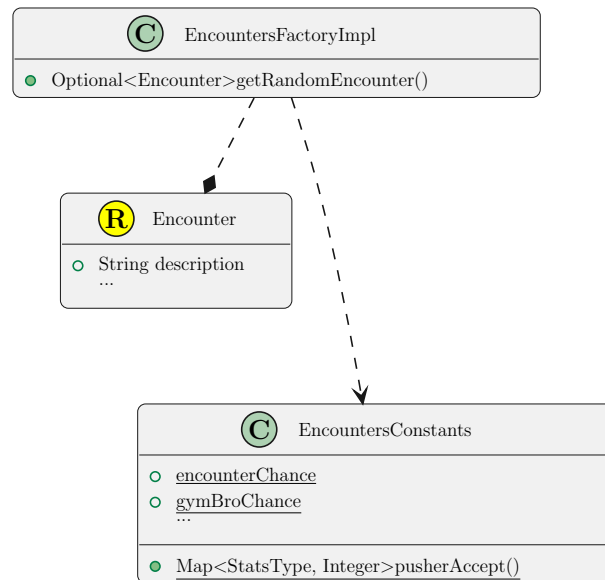 C EncountersFactoryImpl
Optional<Encounter>getRandomEncounter()
R Encounter
String description
...
C EncountersConstants
encounterChance
gymBroChance
...
Map<StatsType, Integer>pusherAccept()